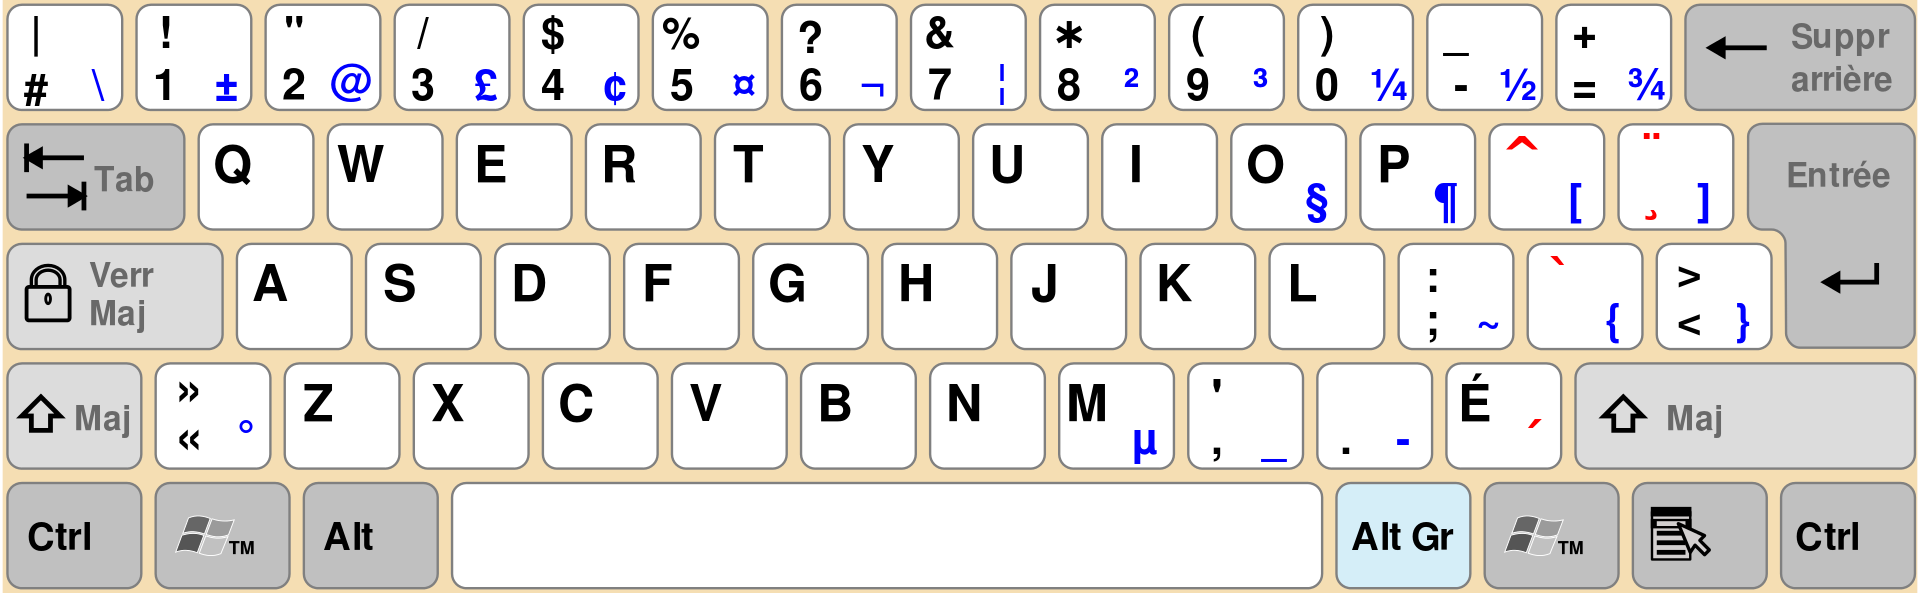 | ! " / $ % ? & * ( ) _ + Suppr
# \ 1 ± 2 @ 3 £ 4 ¢ 5 ¤ 6 ¬ 7 ¦ 8 ² 9 ³ 0 ¼ - ½ = ¾ arrière
Tab Q W E R T Y U I O § P ¶ ^ [ ¨ ¸ ] Entrée
Verr
Maj A S D F G H J K L : ; ~ ` { > < }
Maj » « ° Z X C V B N M µ ' , _ . - É ´ Maj
Ctrl TM Alt Alt Gr TM Ctrl